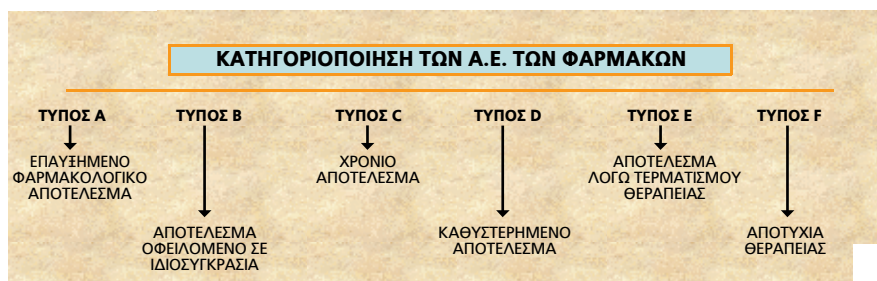 ΚΑΤΗΓΟΡΙΟΠΟΙΗΣΗ ΤΩΝ Α.Ε. ΤΩΝ ΦΑΡΜΑΚΩΝ
ΤΥΠΟΣ Α
ΕΠΑΥΞΗΜΕΝΟ
ΦΑΡΜΑΚΟΛΟΓΙΚΟ
ΑΠΟΤΕΛΕΣΜΑ
ΤΥΠΟΣ Β
ΑΠΟΤΕΛΕΣΜΑ
ΟΦΕΙΛΟΜΕΝΟ ΣΕ
ΙΔΙΟΣΥΓΚΡΑΣΙΑ
ΤΥΠΟΣ C
ΧΡΟΝΙΟ
ΑΠΟΤΕΛΕΣΜΑ
ΤΥΠΟΣ D
ΚΑΘΥΣΤΕΡΗΜΕΝΟ
ΑΠΟΤΕΛΕΣΜΑ
ΤΥΠΟΣ Ε
ΑΠΟΤΕΛΕΣΜΑ
ΛΟΓΩ ΤΕΡΜΑΤΙΣΜΟΥ
ΘΕΡΑΠΕΙΑΣ
ΤΥΠΟΣ F
ΑΠΟΤΥΧΙΑ
ΘΕΡΑΠΕΙΑΣ